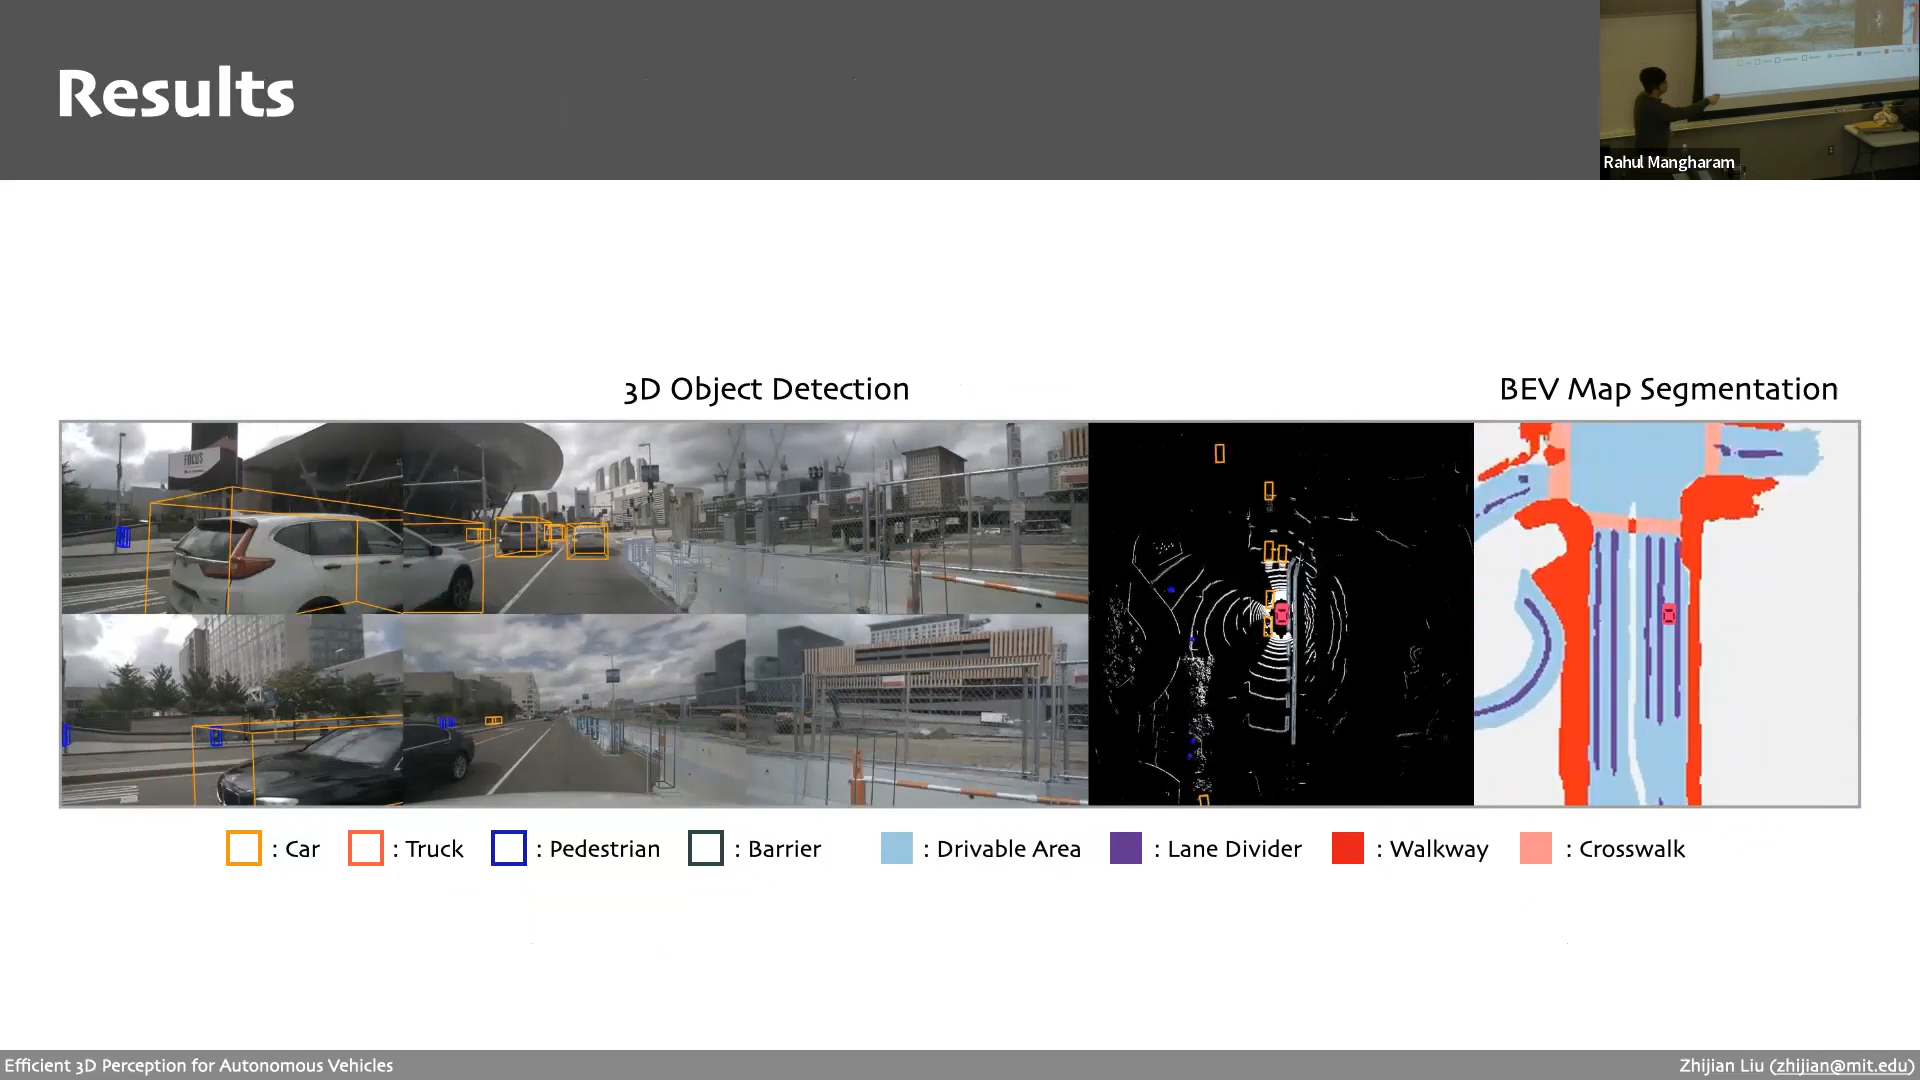 Results
Rahul Mangharam
3D Object Detection
BEV Map Segmentation
FOCUS
: Car
: Truck
: Pedestrian
: Barrier
: Drivable Area
: Lane Divider
: Walkway
: Crosswalk
Efficient 3D Perception for Autonomous Vehicles
Zhijian Liu (zhijian@mit.edu)